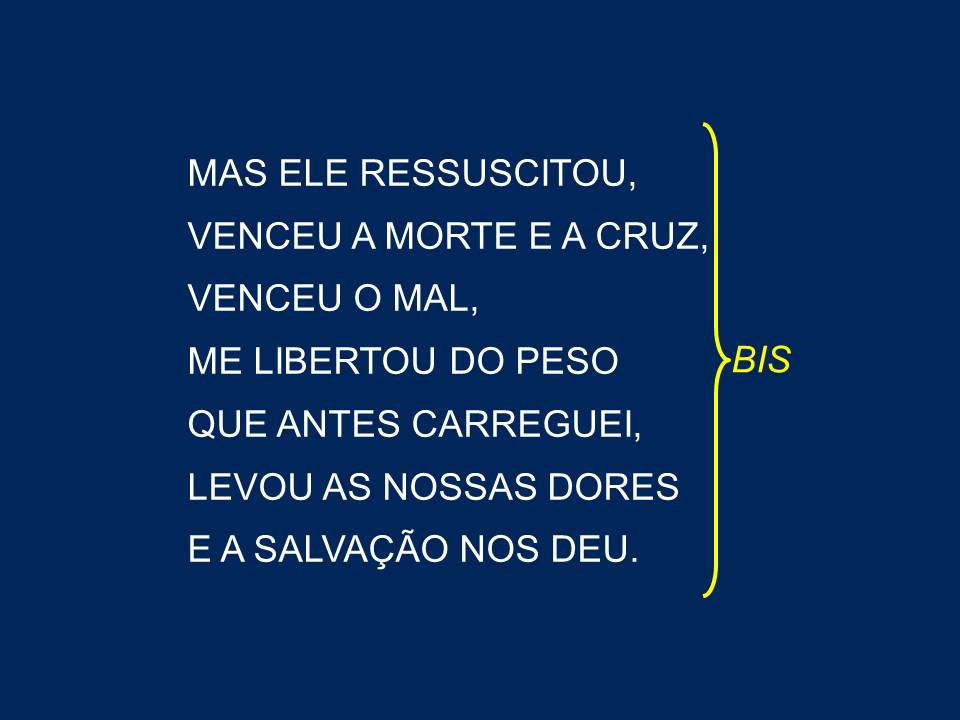 MAS ELE RESSUSCITOU,
VENCEU A MORTE E A CRUZ,
VENCEU O MAL,
ME LIBERTOU DO PESO
QUE ANTES CARREGUEI,
LEVOU AS NOSSAS DORES
E A SALVAÇÃO NOS DEU.
BIS